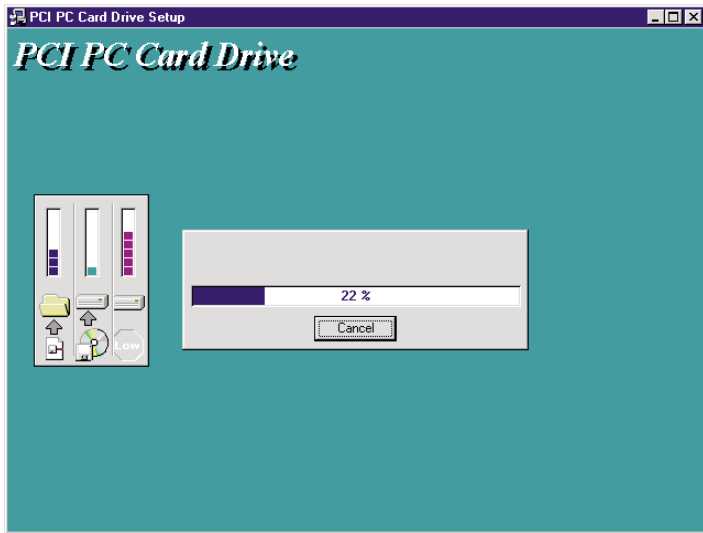 PCI PC Card Drive Setup
PCI PC Card Drive
22 %
Cancel
Low